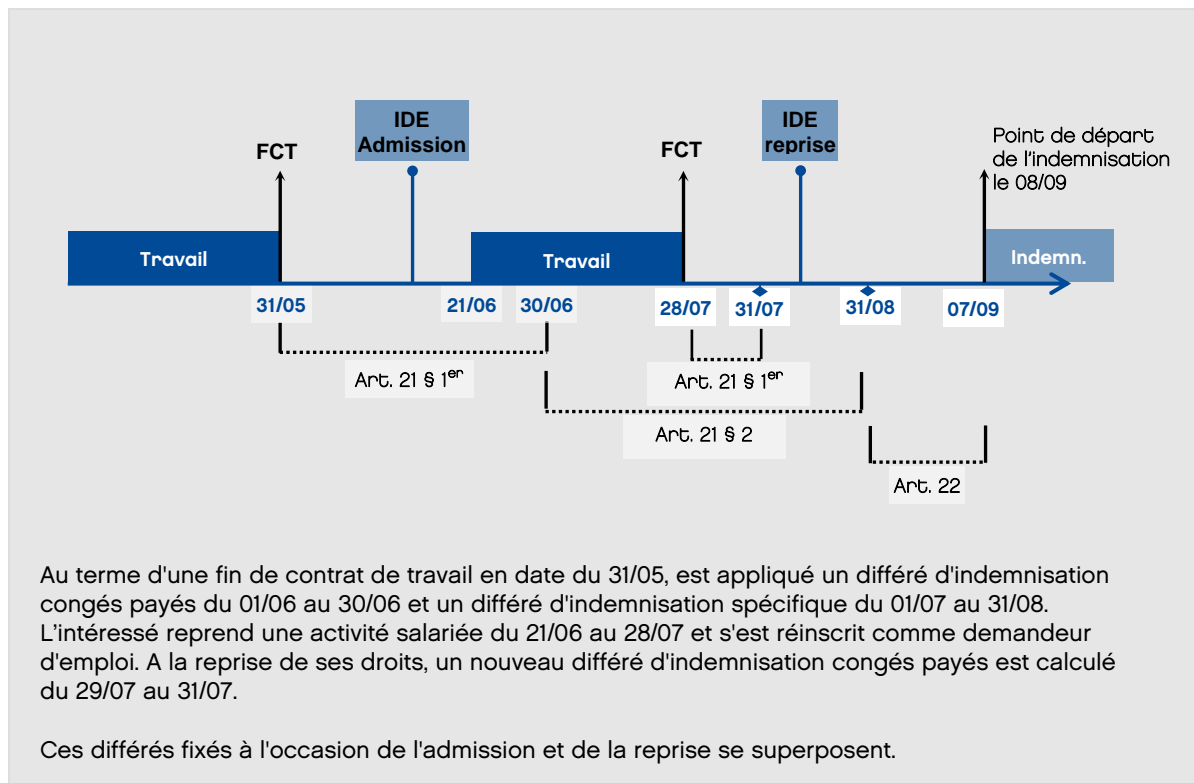 IDE
Admission
IDE
reprise
FCT
FCT
Point de départ
de l'indemnisation
le 08/09
Travail
Travail
Indemn.
31/05
21/06
30/06
28/07
31/07
31/08
07/09
Art. 21 § 1er
Art. 21 § 1er
Art. 21 § 2
Art. 22
Au terme d'une fin de contrat de travail en date du 31/05, est appliqué un différé d'indemnisation
congés payés du 01/06 au 30/06 et un différé d'indemnisation spécifique du 01/07 au 31/08.
L'intéressé reprend une activité salariée du 21/06 au 28/07 et s'est réinscrit comme demandeur
d'emploi. A la reprise de ses droits, un nouveau différé d'indemnisation congés payés est calculé
du 29/07 au 31/07.
Ces différés fixés à l'occasion de l'admission et de la reprise se superposent.